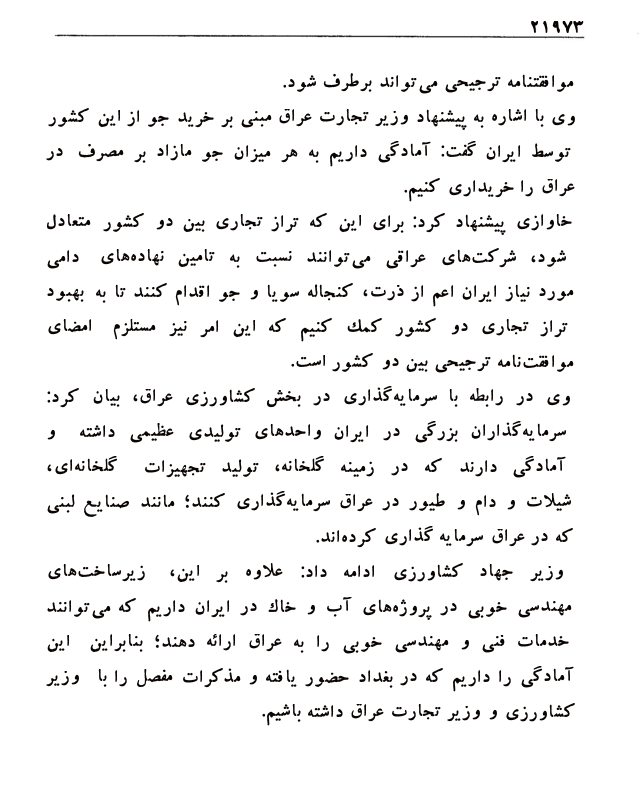 ۲۱۹۷۳
موافقتنامه ترجیحی می‌تواند برطرف شود.
وی با اشاره به پیشنهاد وزیر تجارت عراق مبنی بر خرید جو از این کشور
توسط ایران گفت: آمادگی داریم به هر میزان جو مازاد بر مصرف در
عراق را خریداری کنیم.
خاوازی پیشنهاد کرد: برای این که تراز تجاری بین دو کشور متعادل
شود، شرکت‌های عراقی می‌توانند نسبت به تامین نهاده‌های دامی
مورد نیاز ایران اعم از ذرت، کنجاله سویا و جو اقدام کنند تا به بهبود
تراز تجاری دو کشور کمک کنیم که این امر نیز مستلزم امضای
موافقت‌نامه ترجیحی بین دو کشور است.
وی در رابطه با سرمایه‌گذاری در بخش کشاورزی عراق، بیان کرد:
سرمایه‌گذاران بزرگی در ایران واحدهای تولیدی عظیمی داشته و
آمادگی دارند که در زمینه گلخانه، تولید تجهیزات گلخانه‌ای،
شیلات و دام و طیور در عراق سرمایه‌گذاری کنند؛ مانند صنایع لبنی
که در عراق سرمایه گذاری کرده‌اند.
وزیر جهاد کشاورزی ادامه داد: علاوه بر این، زیرساخت‌های
مهندسی خوبی در پروژه‌های آب و خاک در ایران داریم که می‌توانند
خدمات فنی و مهندسی خوبی را به عراق ارائه دهند؛ بنابراین این
آمادگی را داریم که در بغداد حضور یافته و مذکرات مفصل را با وزیر
کشاورزی و وزیر تجارت عراق داشته باشیم.